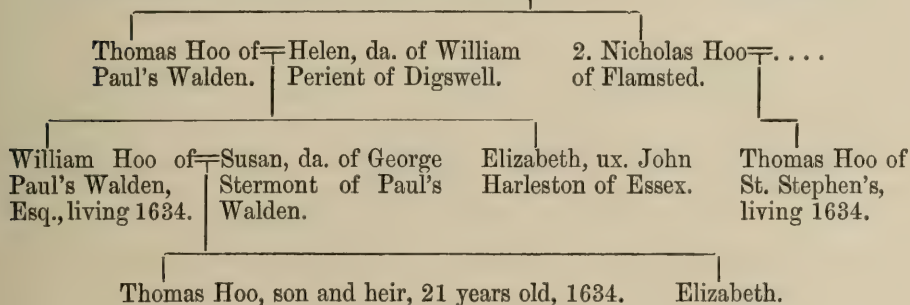 Thomas Hoo of = Helen, da. of William
Paul's Walden. Perient of Digswell.
2. Nicholas Hoo = . . . .
of Flamsted.
William Hoo of = Susan, da. of George
Paul's Walden, Stermont of Paul's
Esq., living 1634. Walden.
Elizabeth, ux. John
Harleston of Essex.
Thomas Hoo of
St. Stephen's,
living 1634.
Thomas Hoo, son and heir, 21 years old, 1634. Elizabeth.